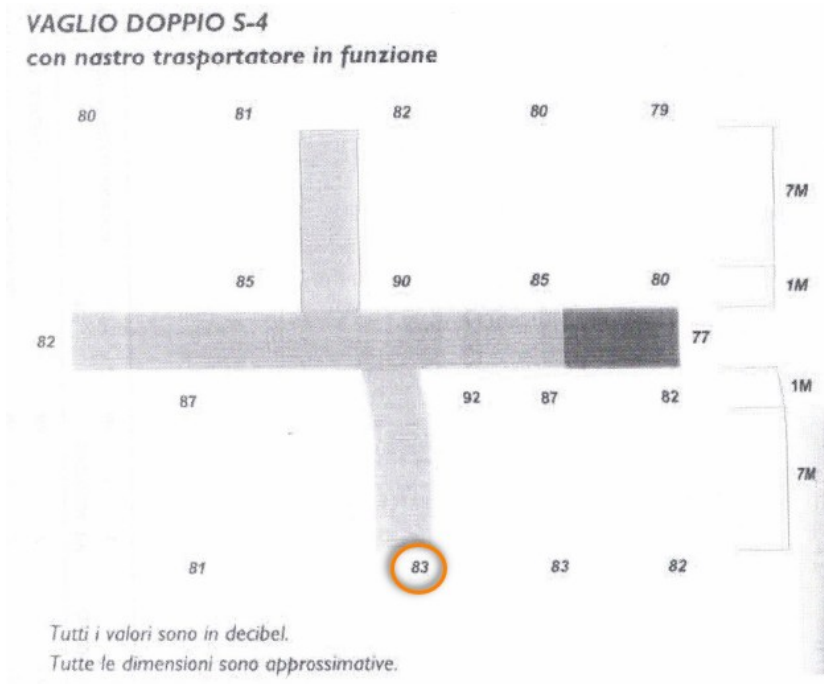 VAGLIO DOPPIO S-4
con nastro trasportatore in funzione
80 81 82 80 79
7M
85 90 85 80
1M
82 77
1M
87 92 87 82
7M
81 83 83 82
Tutti i valori sono in decibel.
Tutte le dimensioni sono approssimative.